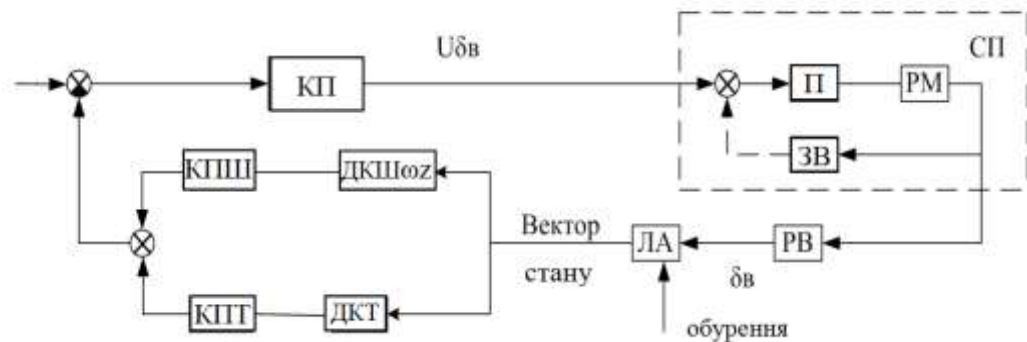 Uδв
СП
КП
П
РМ
ЗВ
КПШ
ДКШωz
Вектор
стану
ЛА
РВ
δв
КПТ
ДКТ
обурення